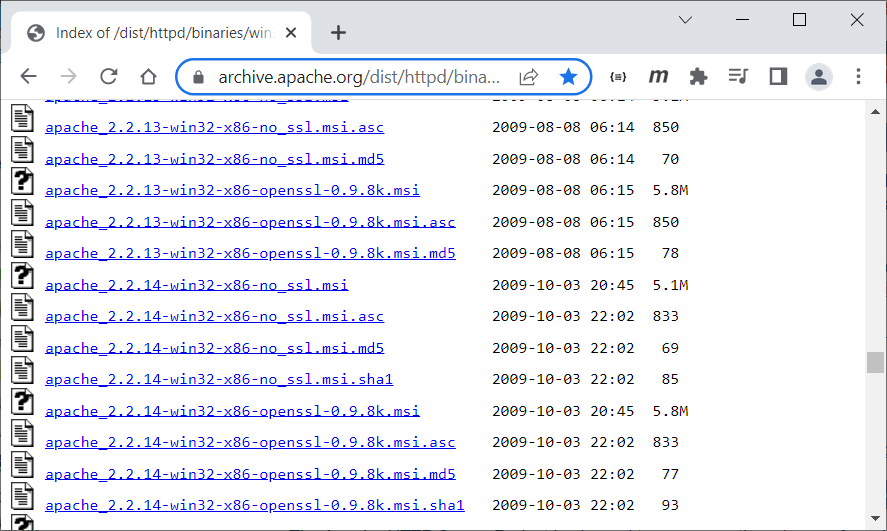 Index of /dist/httpd/binaries/win
archive.apache.org/dist/httpd/bina...
apache_2.2.13-win32-x86-no_ssl.msi.asc 2009-08-08 06:14 850
apache_2.2.13-win32-x86-no_ssl.msi.md5 2009-08-08 06:14 70
apache_2.2.13-win32-x86-openssl-0.9.8k.msi 2009-08-08 06:15 5.8M
apache_2.2.13-win32-x86-openssl-0.9.8k.msi.asc 2009-08-08 06:15 850
apache_2.2.13-win32-x86-openssl-0.9.8k.msi.md5 2009-08-08 06:15 78
apache_2.2.14-win32-x86-no_ssl.msi 2009-10-03 20:45 5.1M
apache_2.2.14-win32-x86-no_ssl.msi.asc 2009-10-03 22:02 833
apache_2.2.14-win32-x86-no_ssl.msi.md5 2009-10-03 22:02 69
apache_2.2.14-win32-x86-no_ssl.msi.sha1 2009-10-03 22:02 85
apache_2.2.14-win32-x86-openssl-0.9.8k.msi 2009-10-03 20:45 5.8M
apache_2.2.14-win32-x86-openssl-0.9.8k.msi.asc 2009-10-03 22:02 833
apache_2.2.14-win32-x86-openssl-0.9.8k.msi.md5 2009-10-03 22:02 77
apache_2.2.14-win32-x86-openssl-0.9.8k.msi.sha1 2009-10-03 22:02 93